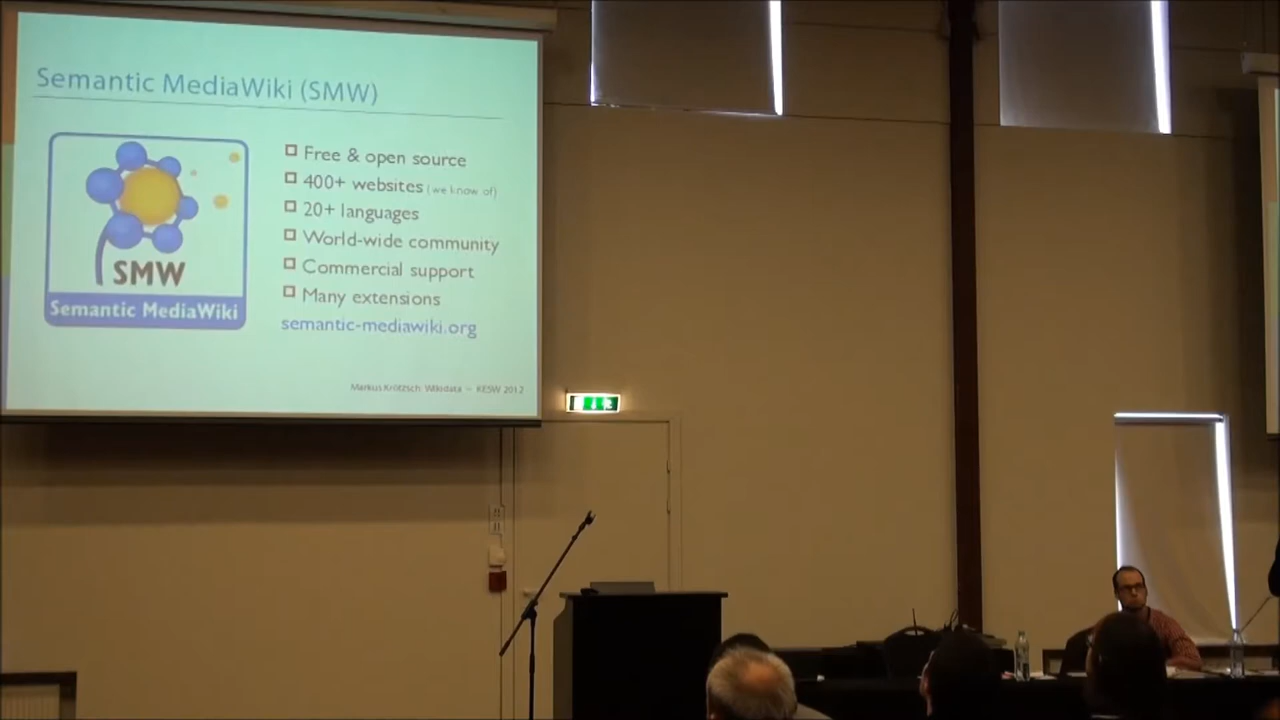 Semantic MediaWiki (SMW)
SMW
Semantic MediaWiki
Free & open source
400+ websites (we know of)
20+ languages
World-wide community
Commercial support
Many extensions
semantic-mediawiki.org
Markus Krötzsch: Wikidata — KESW 2012